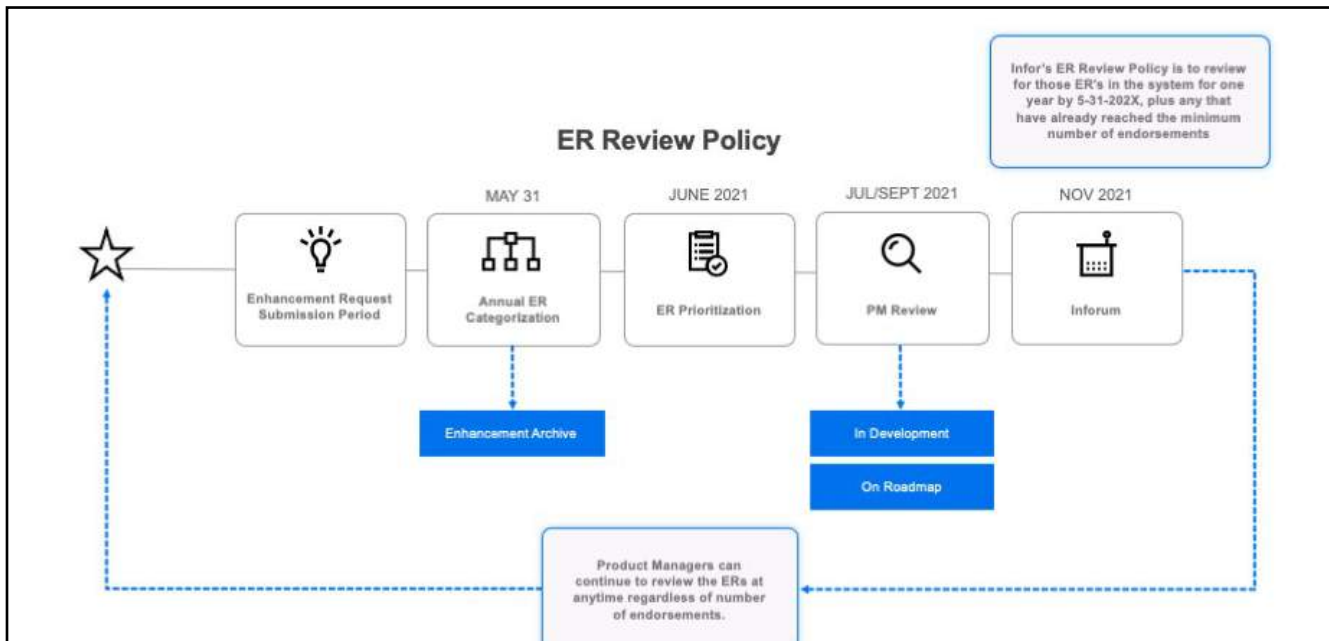 Infor's ER Review Policy is to review
for those ER's in the system for one
year by 5-31-202X, plus any that
have already reached the minimum
number of endorsements
ER Review Policy
MAY 31
JUNE 2021
JUL/SEPT 2021
NOV 2021
Enhancement Request
Submission Period
Annual ER
Categorization
ER Prioritization
PM Review
Inforum
Enhancement Archive
In Development
On Roadmap
Product Managers can
continue to review the ERs at
anytime regardless of number
of endorsements.